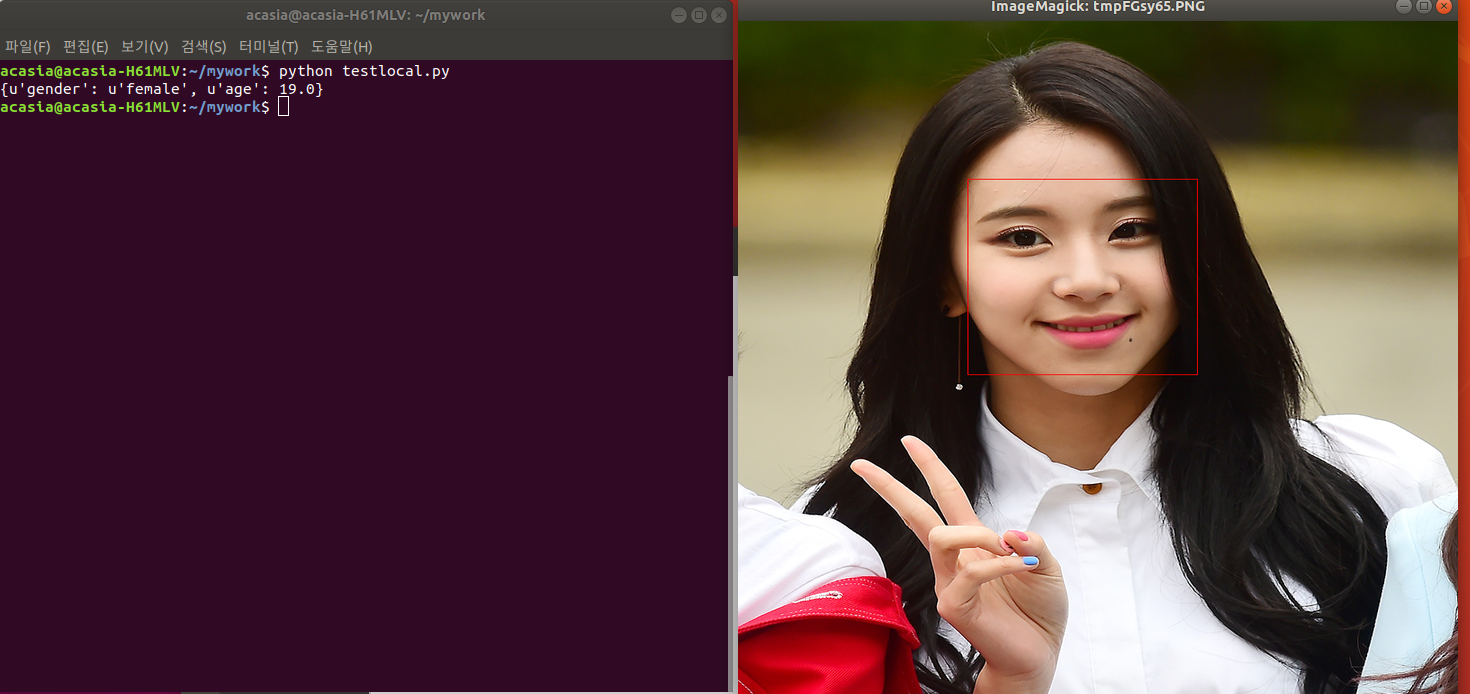 acasia@acasia-H61MLV: ~/mywork
파일(F) 편집(E) 보기(V) 검색(S) 터미널(T) 도움말(H)
acasia@acasia-H61MLV:~/mywork$ python testlocal.py
{u'gender': u'female', u'age': 19.0}
acasia@acasia-H61MLV:~/mywork$
ImageMagick: tmpFGsy65.PNG